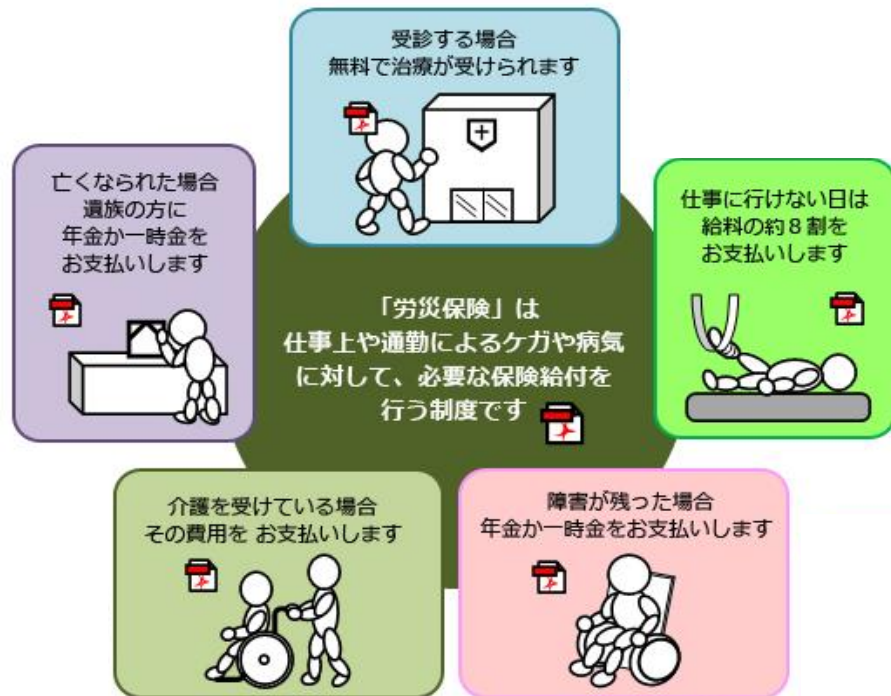 受診する場合
無料で治療が受けられます
亡くなられた場合
遺族の方に
年金か一時金を
お支払いします
仕事に行けない日は
給料の約８割を
お支払いします
「労災保険」は
仕事上や通勤によるケガや病気
に対して、必要な保険給付を
行う制度です
介護を受けている場合
その費用を お支払いします
障害が残った場合
年金か一時金をお支払いします